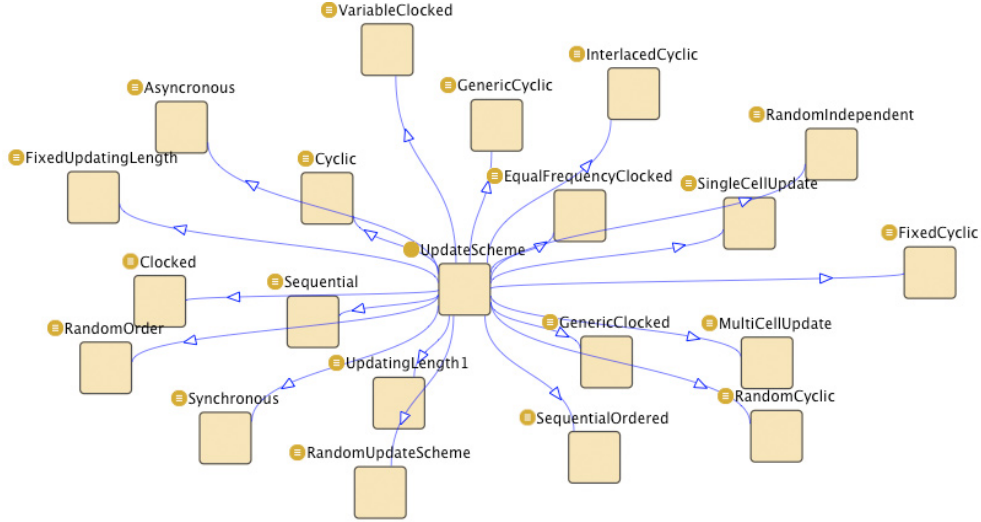 VariableClocked
InterlacedCyclic
Asyncronous
GenericCyclic
RandomIndependent
FixedUpdatingLength
Cyclic
EqualFrequencyClocked
SingleCellUpdate
UpdateScheme
FixedCyclic
Clocked
Sequential
RandomOrder
GenericClocked
MultiCellUpdate
UpdatingLength1
Synchronous
RandomCyclic
SequentialOrdered
RandomUpdateScheme